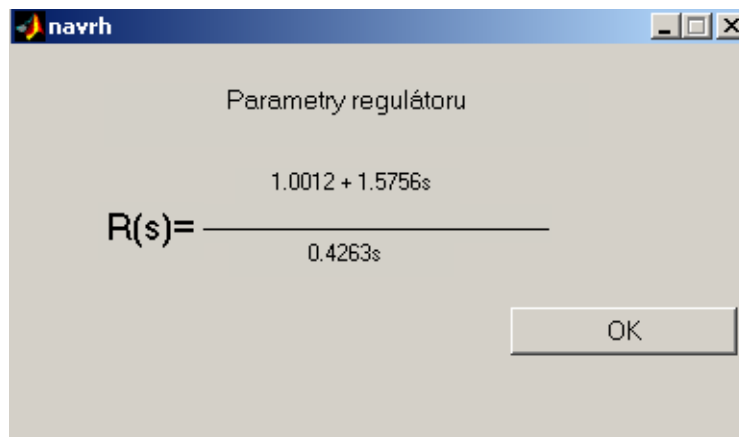 navrh
Parametry regulátoru
1.0012 + 1.5756s
R(s)=
0.4263s
OK